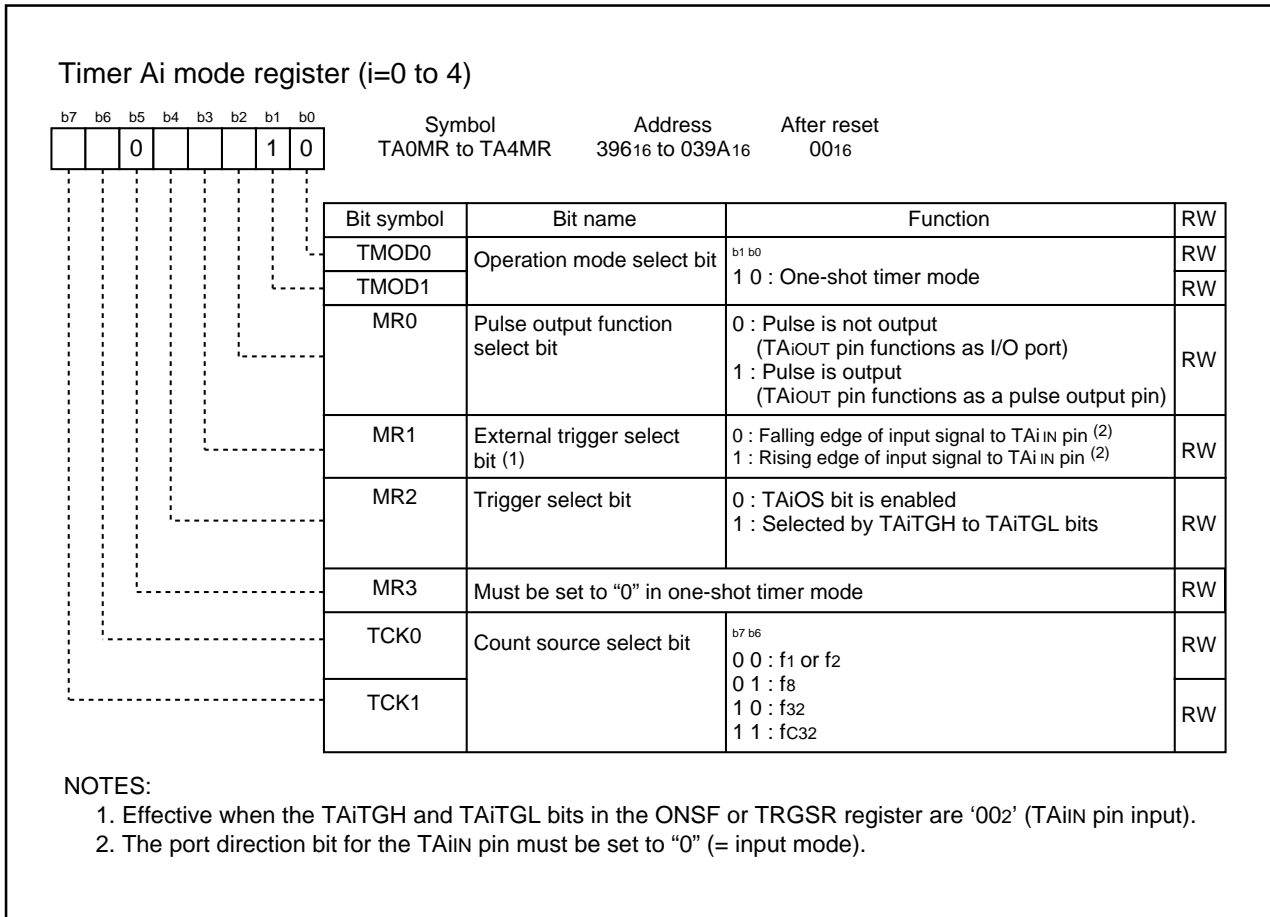 Timer Ai mode register (i=0 to 4)
b7 b6 b5 b4 b3 b2 b1 b0
0 1 0
Symbol Address After reset
TA0MR to TA4MR 39616 to 039A16 0016
Bit symbol Bit name Function RW
TMOD0 Operation mode select bit b1 b0 RW
TMOD1 1 0 : One-shot timer mode RW
MR0 Pulse output function select bit 0 : Pulse is not output
(TAiOUT pin functions as I/O port)
1 : Pulse is output
(TAiOUT pin functions as a pulse output pin) RW
MR1 External trigger select bit (1) 0 : Falling edge of input signal to TAiIN pin (2)
1 : Rising edge of input signal to TAiIN pin (2) RW
MR2 Trigger select bit 0 : TAiOS bit is enabled
1 : Selected by TAiTGH to TAiTGL bits RW
MR3 Must be set to “0” in one-shot timer mode RW
TCK0 Count source select bit b7 b6 RW
0 0 : f1 or f2
0 1 : f8
TCK1 1 0 : f32 RW
1 1 : fC32
NOTES:
1. Effective when the TAiTGH and TAiTGL bits in the ONSF or TRGSR register are ‘002’ (TAiIN pin input).
2. The port direction bit for the TAiIN pin must be set to “0” (= input mode).